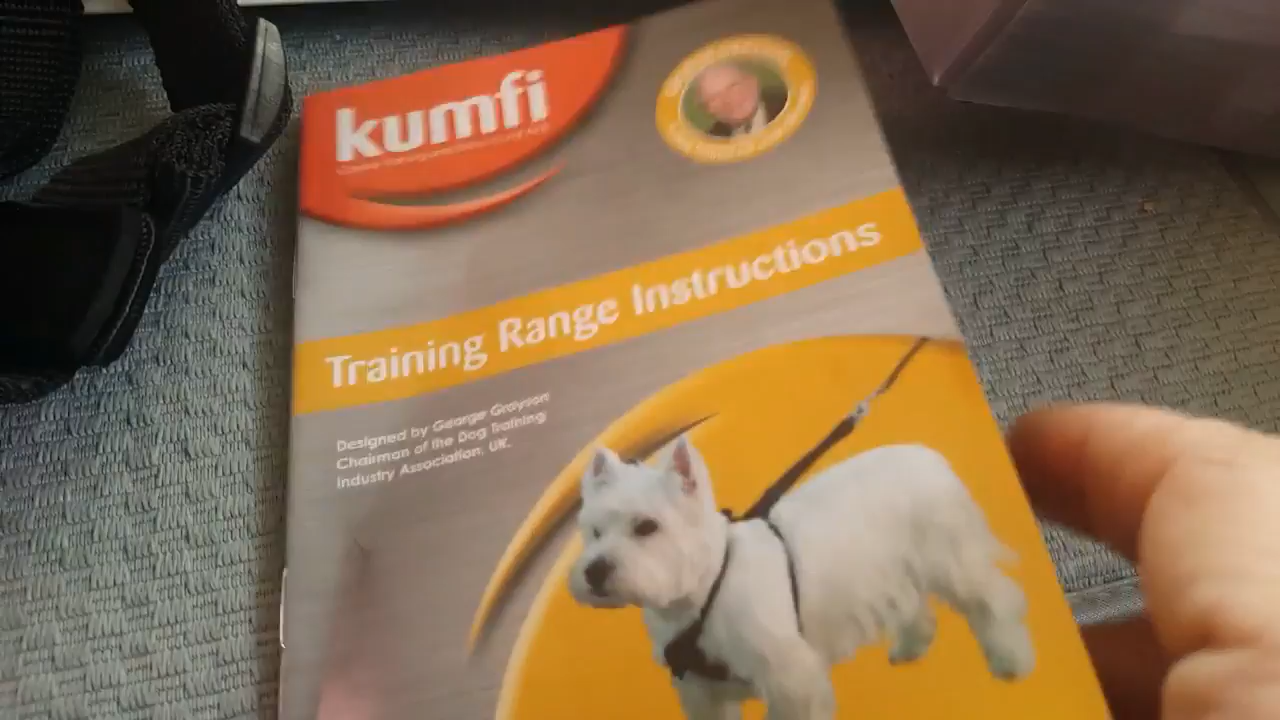 kumfi
Training Range Instructions
Designed by George Grayson
Chairman of the Dog Training
Industry Association, UK.